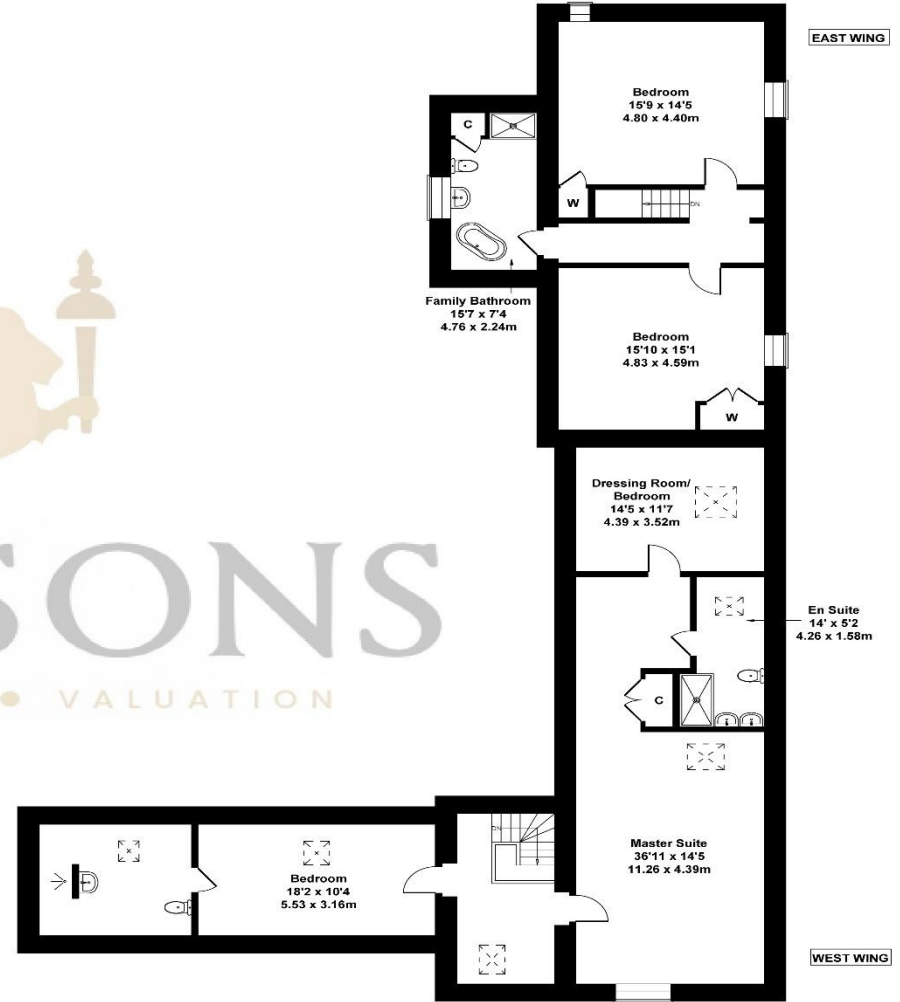 EAST WING
Bedroom
15'9 x 14'5
4.80 x 4.40m
C
W
DN
Family Bathroom
15'7 x 7'4
4.76 x 2.24m
Bedroom
15'10 x 15'1
4.83 x 4.59m
W
Dressing Room/
Bedroom
14'5 x 11'7
4.39 x 3.52m
SONS
• VALUATION
En Suite
14' x 5'2
4.26 x 1.58m
C
DN
Master Suite
36'11 x 14'5
11.26 x 4.39m
Bedroom
18'2 x 10'4
5.53 x 3.16m
WEST WING